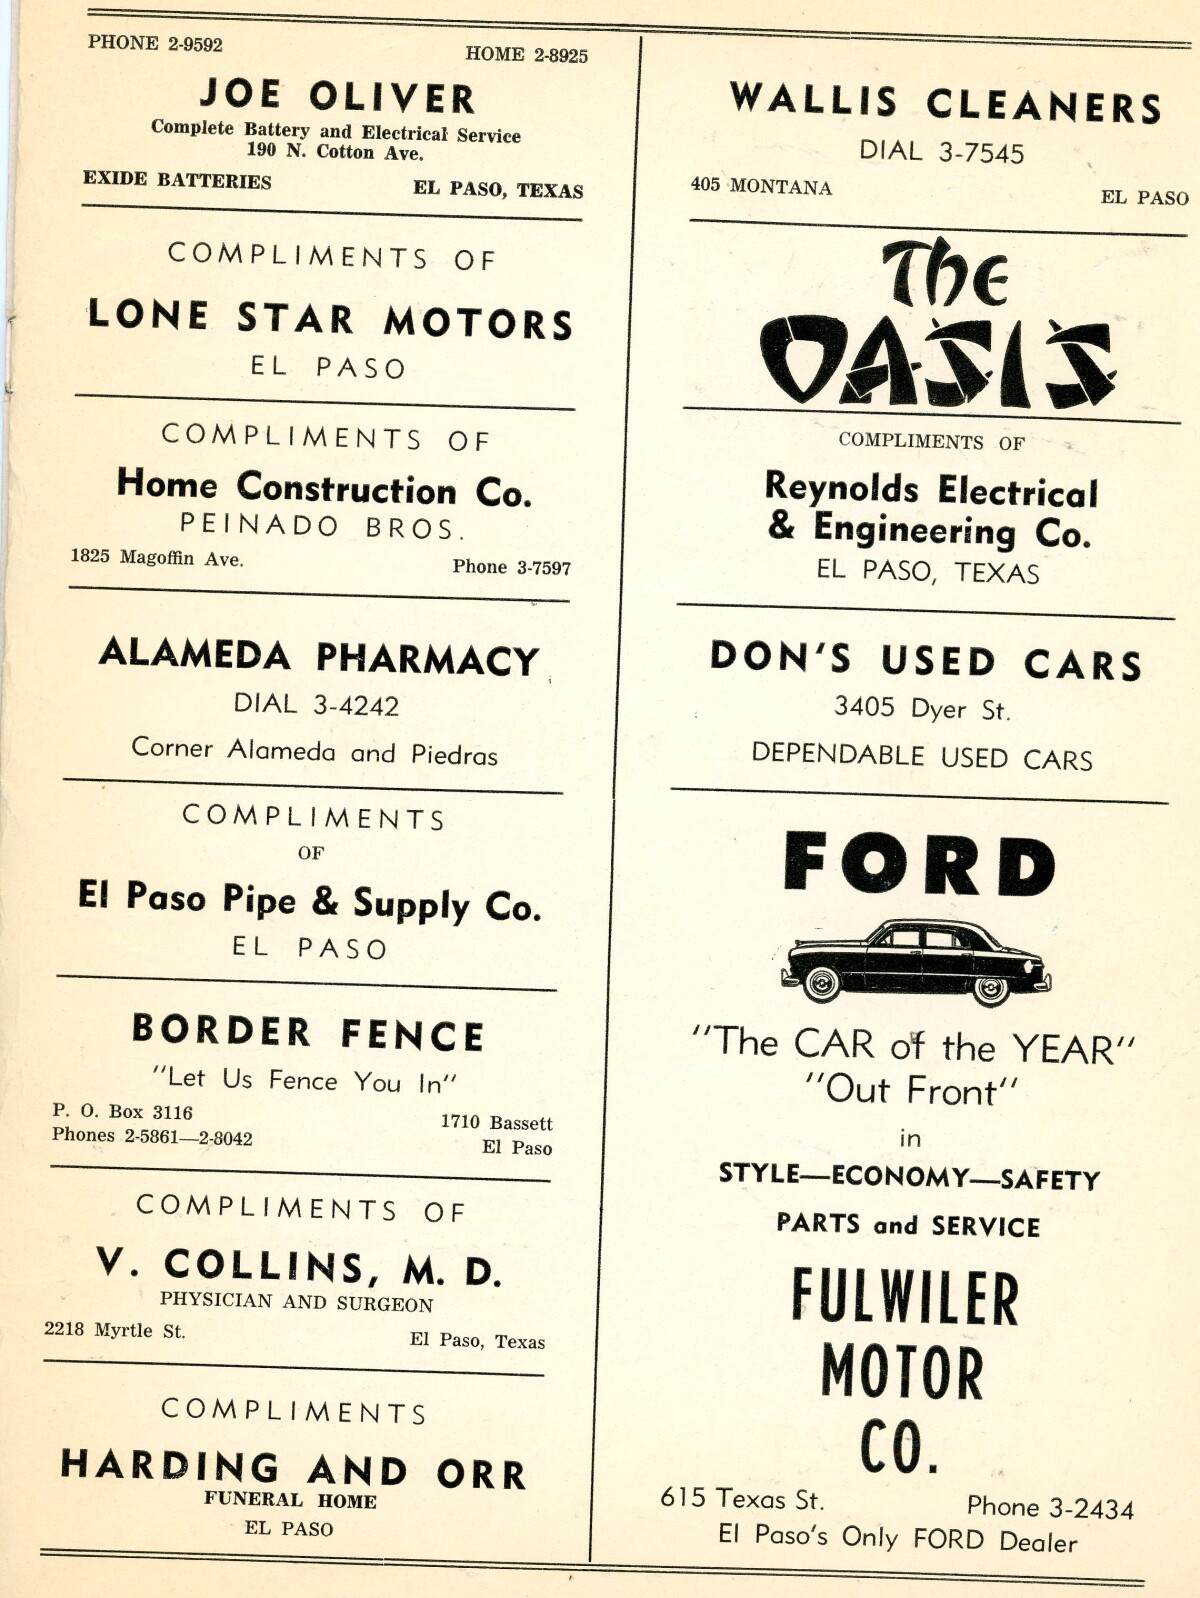 PHONE 2-9592
HOME 2-8925
JOE OLIVER
Complete Battery and Electrical Service
190 N. Cotton Ave.
EXIDE BATTERIES
EL PASO, TEXAS
COMPLIMENTS OF
LONE STAR MOTORS
EL PASO
COMPLIMENTS OF
Home Construction Co.
PEINADO BROS.
1825 Magoffin Ave.
Phone 3-7597
ALAMEDA PHARMACY
DIAL 3-4242
Corner Alameda and Piedras
COMPLIMENTS
OF
El Paso Pipe & Supply Co.
EL PASO
BORDER FENCE
"Let Us Fence You In"
P. O. Box 3116
1710 Bassett
Phones 2-5861—2-8042
El Paso
COMPLIMENTS OF
V. COLLINS, M. D.
PHYSICIAN AND SURGEON
2218 Myrtle St.
El Paso, Texas
COMPLIMENTS
HARDING AND ORR
FUNERAL HOME
EL PASO
WALLIS CLEANERS
DIAL 3-7545
405 MONTANA
EL PASO
The
OASIS
COMPLIMENTS OF
Reynolds Electrical
& Engineering Co.
EL PASO, TEXAS
DON'S USED CARS
3405 Dyer St.
DEPENDABLE USED CARS
FORD
"The CAR of the YEAR"
"Out Front"
in
STYLE—ECONOMY—SAFETY
PARTS and SERVICE
FULWILER
MOTOR
CO.
615 Texas St.
Phone 3-2434
El Paso's Only FORD Dealer